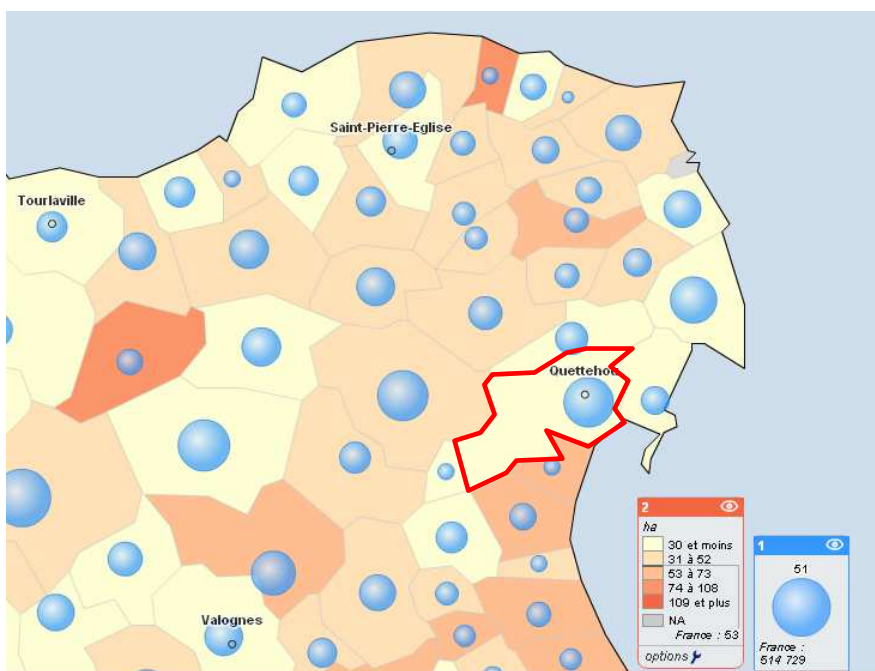 Saint-Pierre-Eglise
Tourlaville
Quettehou
Valognes
2
ha
30 et moins
31 à 52
53 à 73
74 à 108
109 et plus
NA
France : 53
options
1
51
France :
514 729